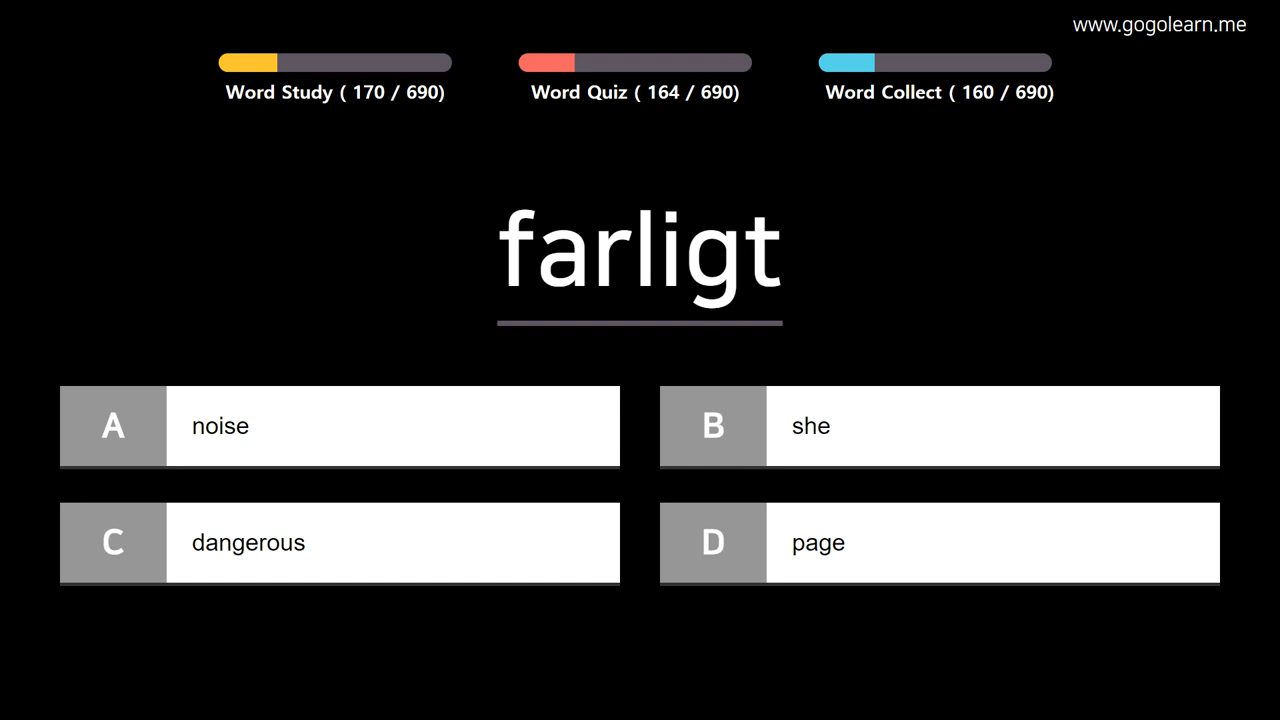 www.gogolearn.me
Word Study ( 170 / 690)
Word Quiz ( 164 / 690)
Word Collect ( 160 / 690)
farligt
A noise
B she
C dangerous
D page